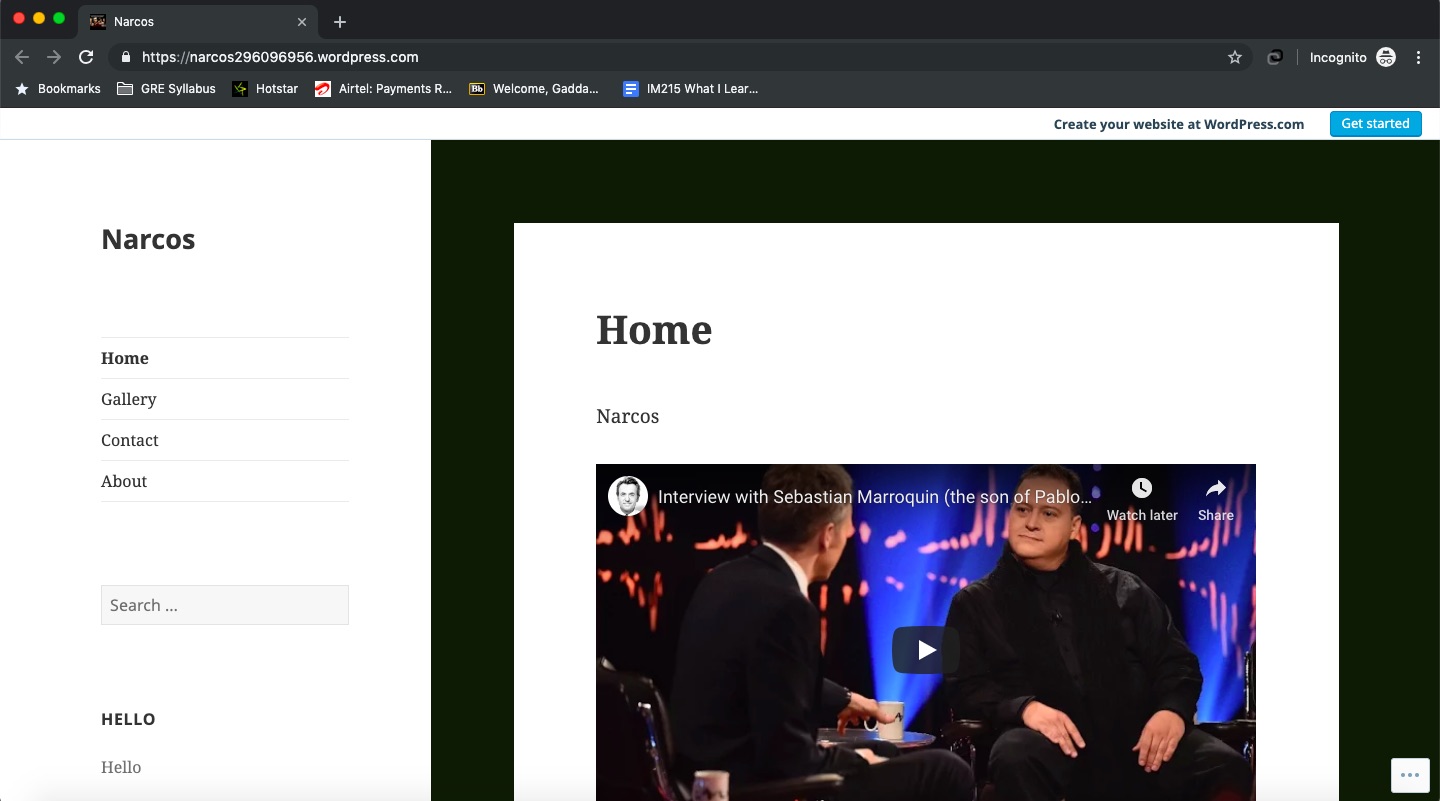 Narcos
https://narcos296096956.wordpress.com
Incognito
Bookmarks GRE Syllabus Hotstar Airtel: Payments R... Bb Welcome, Gadda... IM215 What I Lear...
Create your website at WordPress.com Get started
Narcos
Home
Gallery
Contact
About
Search ...
HELLO
Hello
Home
Narcos
Interview with Sebastian Marroquin (the son of Pablo...
Watch later Share